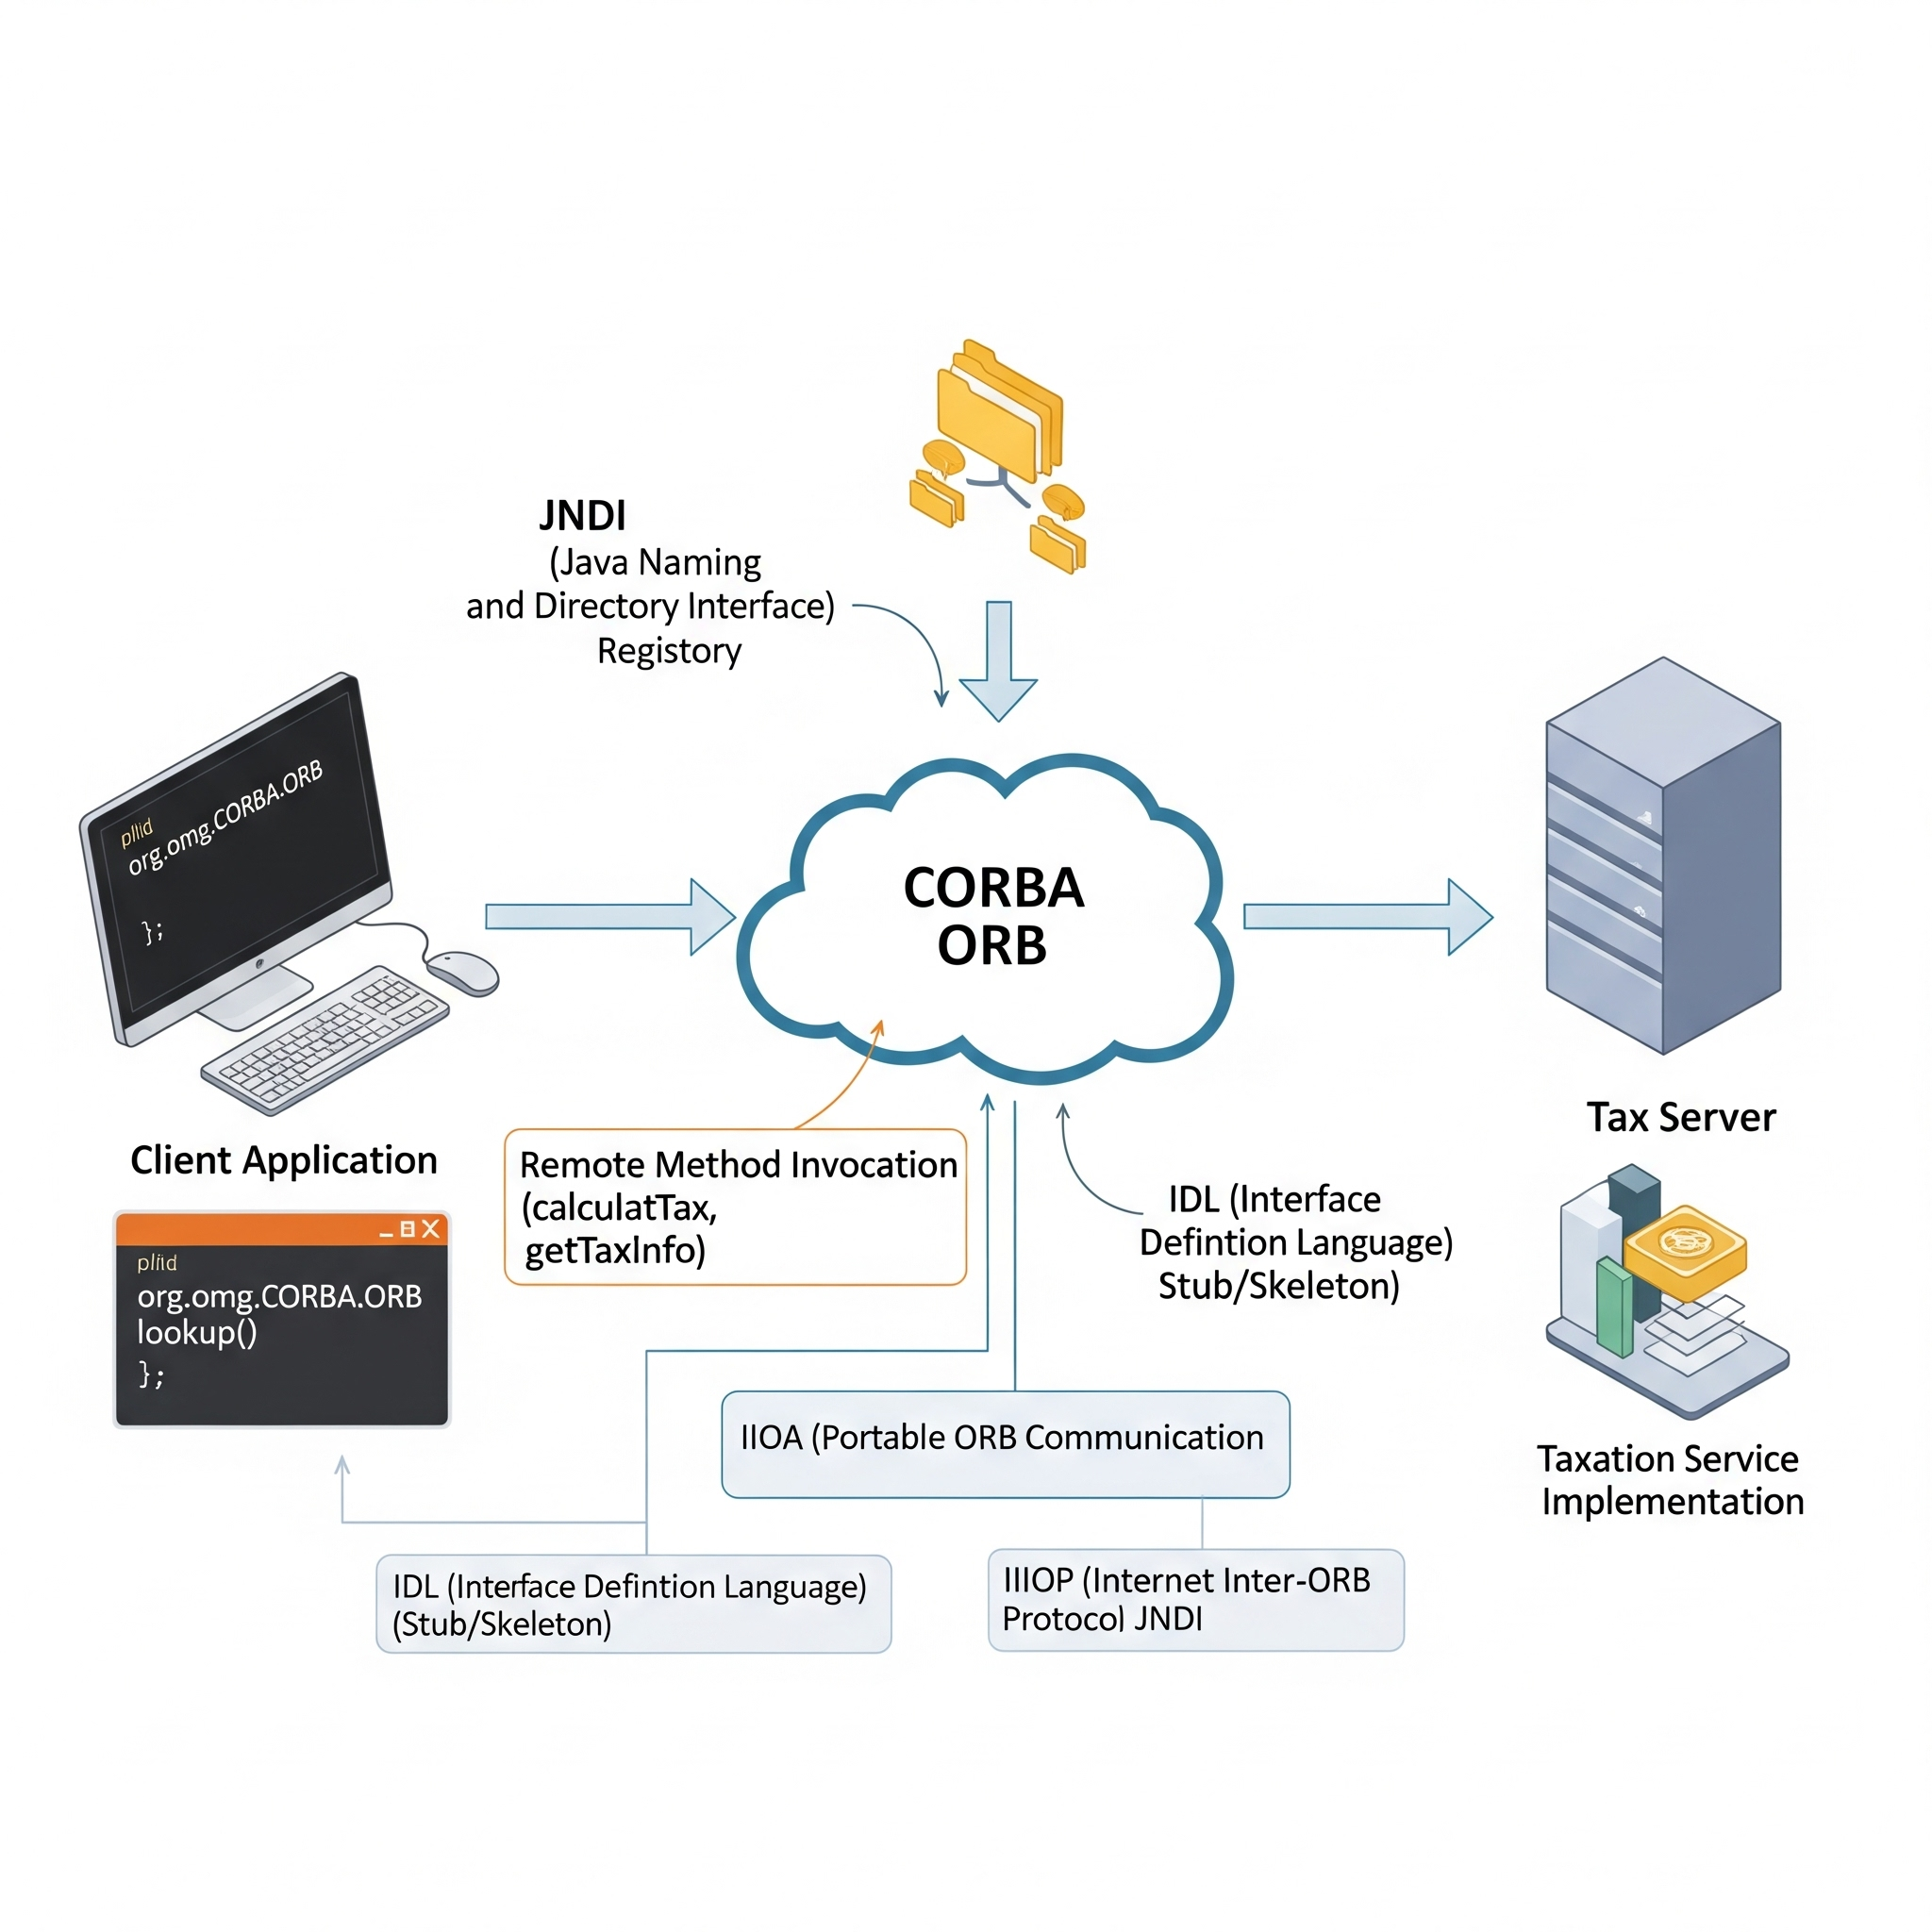 JNDI
(Java Naming
and Directory Interface)
Registory
pliid
org.omg.CORBA.ORB
};
CORBA
ORB
Client Application
pliid
org.omg.CORBA.ORB
lookup()
};
Remote Method Invocation
(calculatTax,
getTaxInfo)
IDL (Interface
Defintion Language)
Stub/Skeleton)
Tax Server
Taxation Service
Implementation
IIOA (Portable ORB Communication
IDL (Interface Defintion Language)
(Stub/Skeleton)
IIIOP (Internet Inter-ORB
Protocol) JNDI